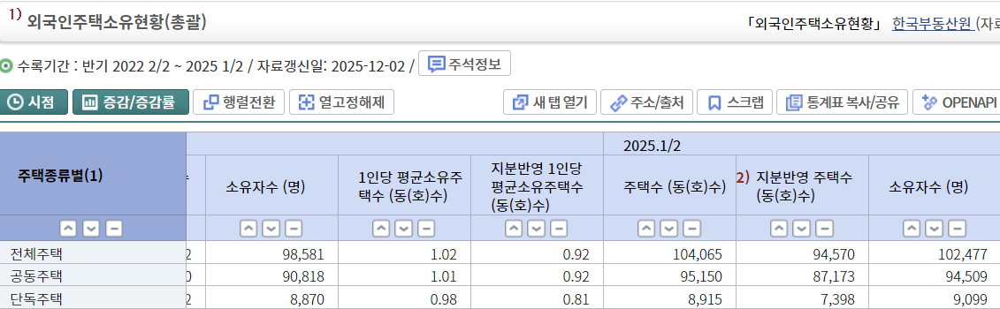 1) 외국인주택소유현황(총괄)
「외국인주택소유현황」 한국부동산원 (자료
수록기간 : 반기 2022 2/2 ~ 2025 1/2 / 자료갱신일: 2025-12-02 / 주석정보
시점 증감/증감률 행렬전환 열고정해제 새 탭 열기 주소/출처 스크랩 통계표 복사/공유 OPENAPI
2025.1/2
주택종류별(1)
소유자수 (명)
1인당 평균소유주
택수 (동(호)수)
지분반영 1인당
평균소유주택수
(동(호)수)
주택수 (동(호)수)
2) 지분반영 주택수
(동(호)수)
소유자수 (명)
전체주택 2 98,581 1.02 0.92 104,065 94,570 102,477
공동주택 0 90,818 1.01 0.92 95,150 87,173 94,509
단독주택 2 8,870 0.98 0.81 8,915 7,398 9,099